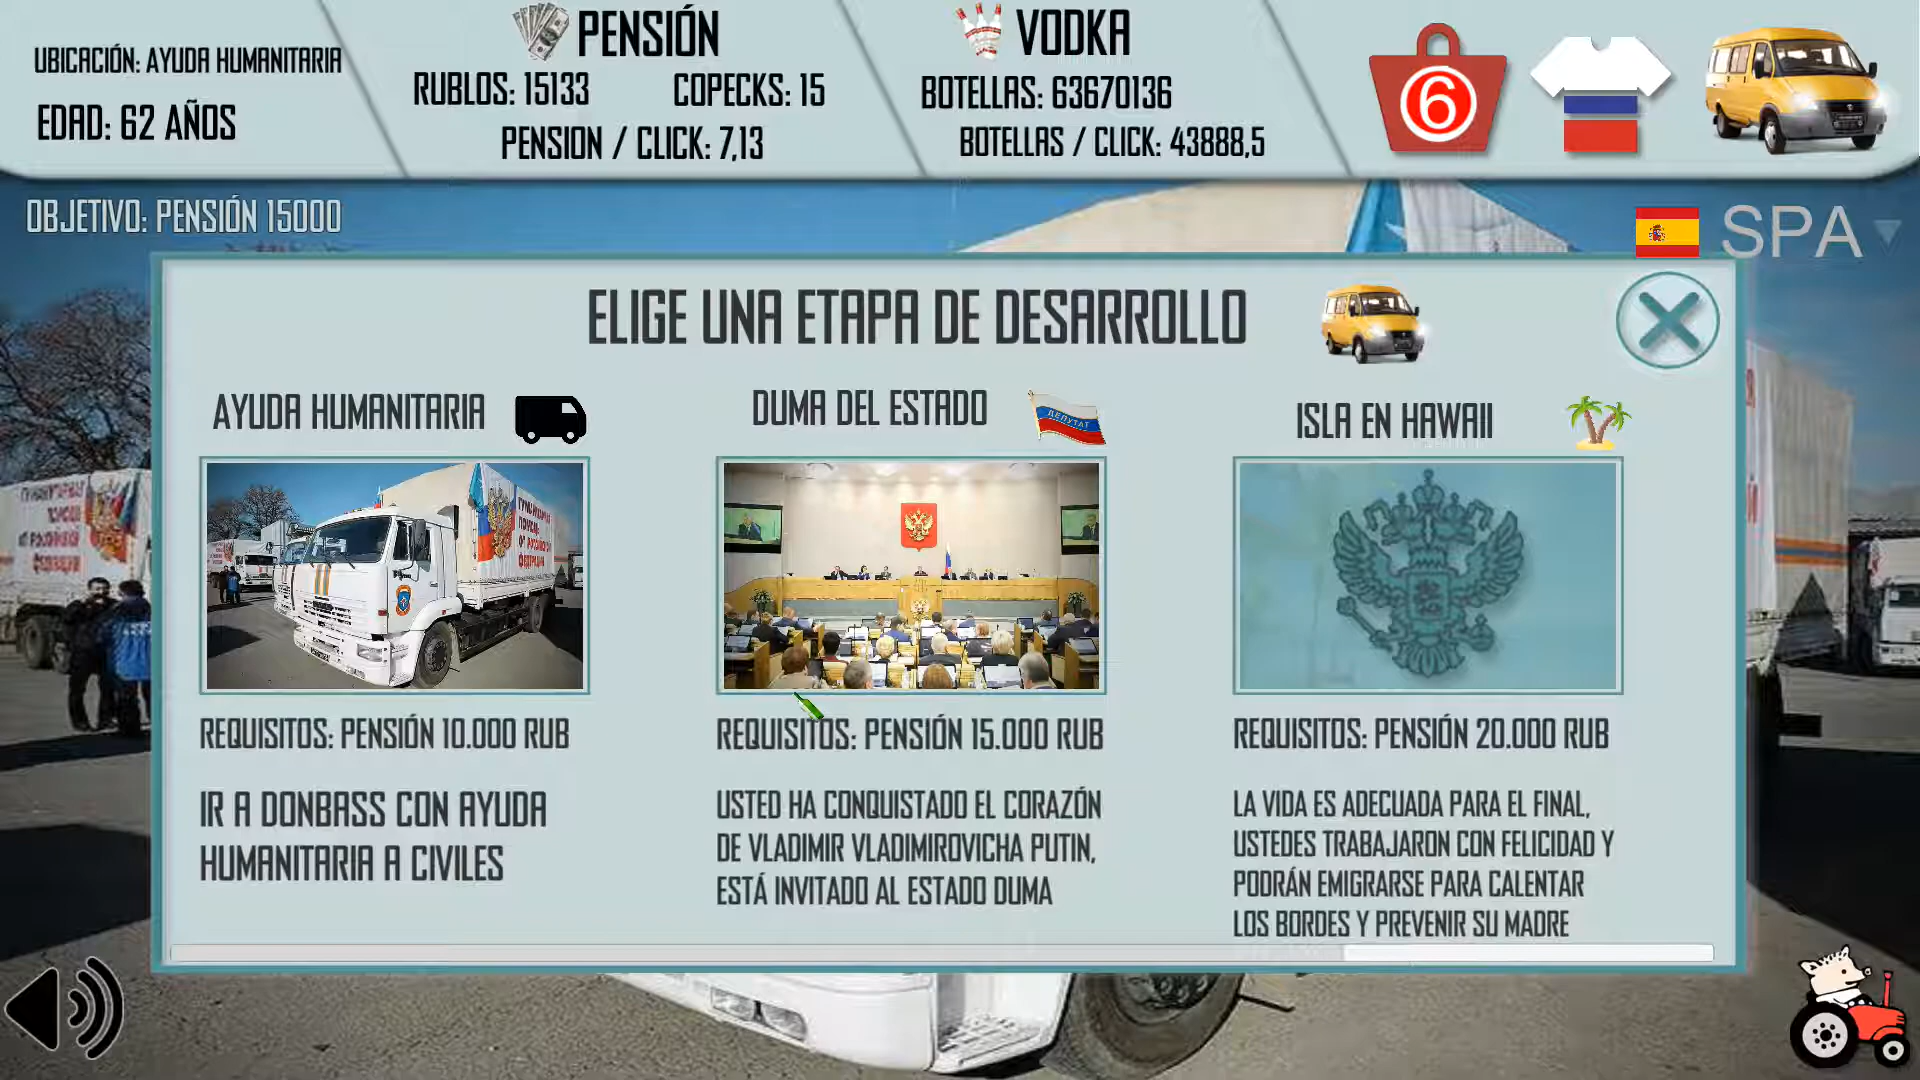 UBICACIÓN: AYUDA HUMANITARIA
EDAD: 62 AÑOS
PENSIÓN
RUBLOS: 15133
COPECKS: 15
PENSION / CLICK: 7,13
VODKA
BOTELLAS: 63670136
BOTELLAS / CLICK: 43888,5
6
OBJETIVO: PENSIÓN 15000
SPA
ELIGE UNA ETAPA DE DESARROLLO
AYUDA HUMANITARIA
REQUISITOS: PENSIÓN 10.000 RUB
IR A DONBASS CON AYUDA
HUMANITARIA A CIVILES
DUMA DEL ESTADO
ДЕПУТАТ
REQUISITOS: PENSIÓN 15.000 RUB
USTED HA CONQUISTADO EL CORAZÓN
DE VLADIMIR VLADIMIROVICHA PUTIN,
ESTÁ INVITADO AL ESTADO DUMA
ISLA EN HAWAII
REQUISITOS: PENSIÓN 20.000 RUB
LA VIDA ES ADECUADA PARA EL FINAL,
USTEDES TRABAJARON CON FELICIDAD Y
PODRÁN EMIGRARSE PARA CALENTAR
LOS BORDES Y PREVENIR SU MADRE